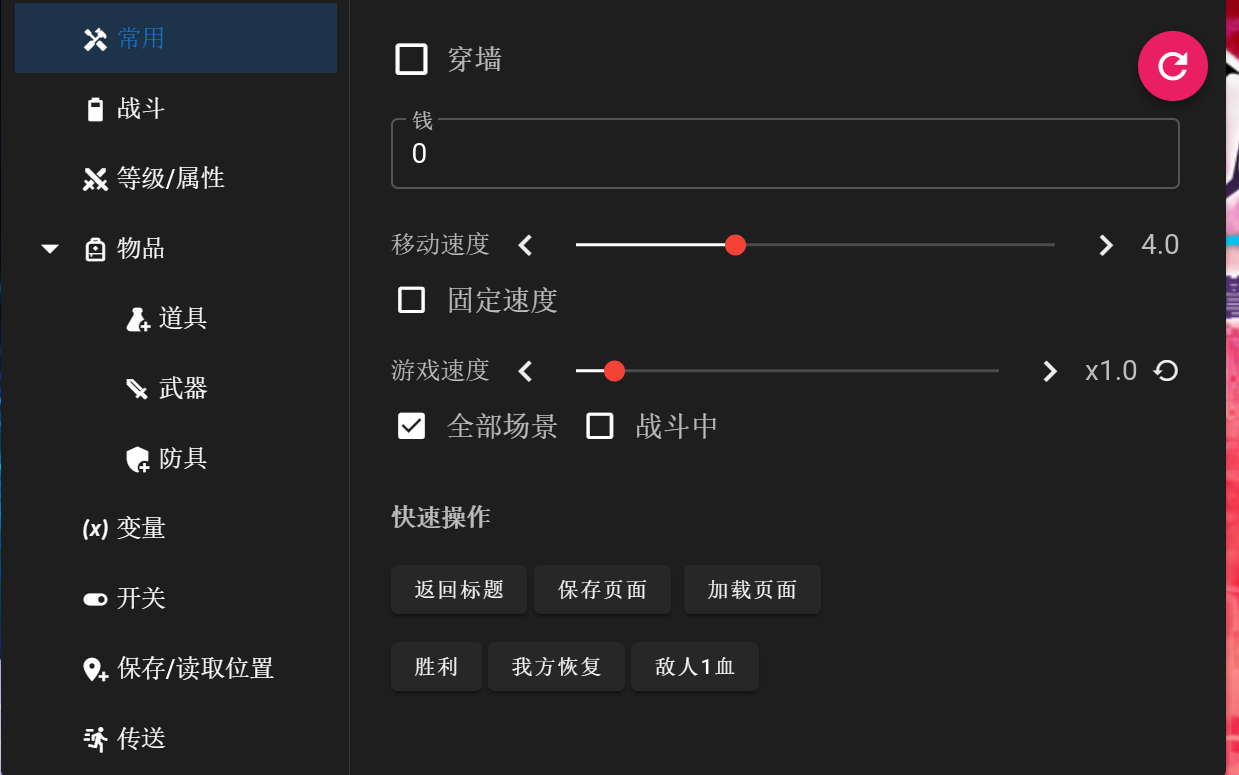 常用
战斗
等级/属性
物品
道具
武器
防具
(x) 变量
开关
保存/读取位置
传送
穿墙
钱
0
移动速度 4.0
固定速度
游戏速度 x1.0
全部场景 战斗中
快速操作
返回标题 保存页面 加载页面
胜利 我方恢复 敌人1血